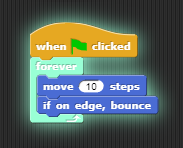 when clicked
forever
move 10 steps
if on edge, bounce